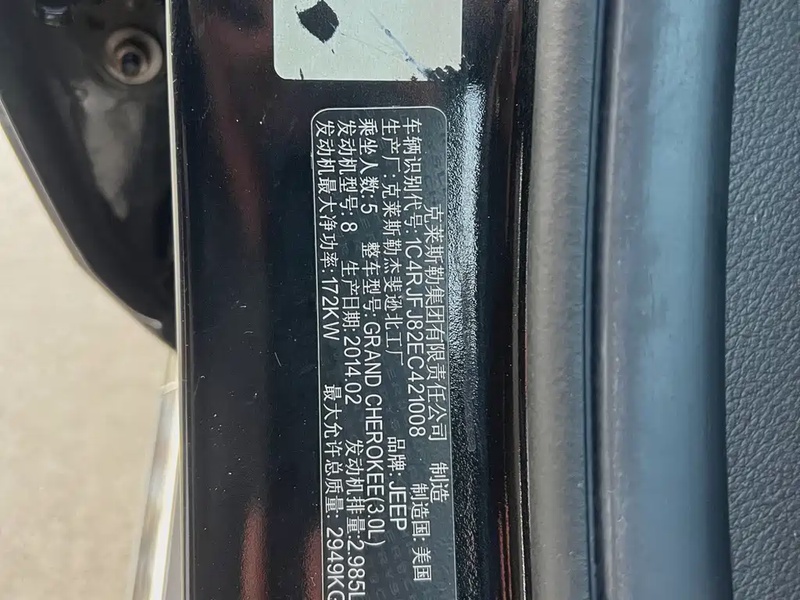 克莱斯勒集团有限责任公司 制造
车辆识别代号:1C4RJFJ82EC421008 制造国:美国
生产厂:克莱斯勒杰斐逊北工厂 品牌:JEEP
乘坐人数:5 整车型号:GRAND CHEROKEE(3.0L)
发动机型号:8 生产日期:2014.02 发动机排量:2.985L
发动机最大净功率:172KW 最大允许总质量:2949KG